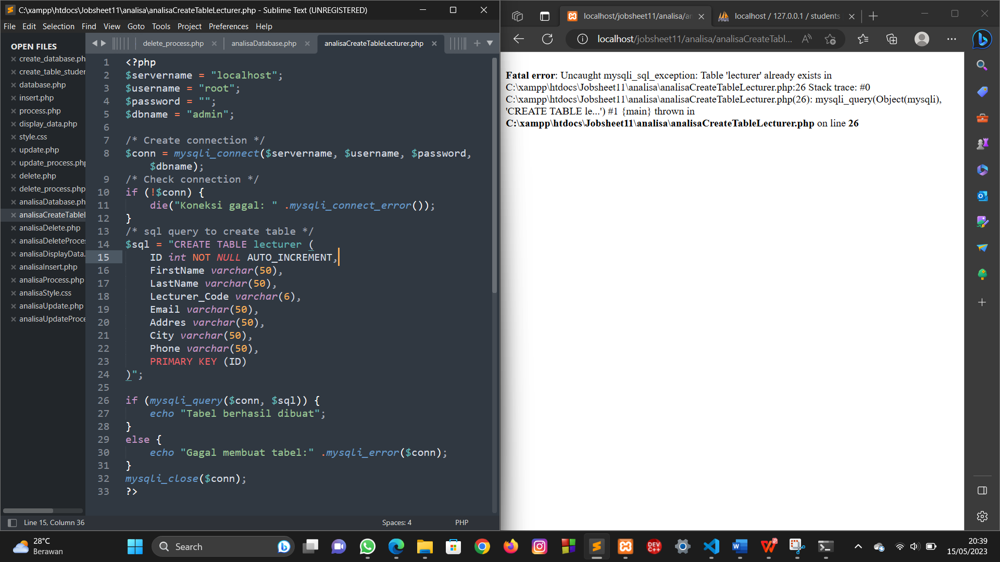 C:\xampp\htdocs\Jobsheet11\analisa\analisaCreateTableLecturer.php - Sublime Text (UNREGISTERED)
File Edit Selection Find View Goto Tools Project Preferences Help
OPEN FILES
create_database.ph
create_table_studer
database.php
insert.php
process.php
display_data.php
style.css
update.php
update_process.php
delete.php
delete_process.php
analisaDatabase.ph
analisaCreateTableL
analisaDelete.php
analisaDeleteProces
analisaDisplayData.
analisaInsert.php
analisaProcess.php
analisaStyle.css
analisaUpdate.php
analisaUpdateProce
delete_process.php analisaDatabase.php analisaCreateTableLecturer.php
1 <?php
2 $servername = "localhost";
3 $username = "root";
4 $password = "";
5 $dbname = "admin";
6
7 /* Create connection */
8 $conn = mysqli_connect($servername, $username, $password,
$dbname);
9 /* Check connection */
10 if (!$conn) {
11 die("Koneksi gagal: " .mysqli_connect_error());
12 }
13 /* sql query to create table */
14 $sql = "CREATE TABLE lecturer (
15 ID int NOT NULL AUTO_INCREMENT,
16 FirstName varchar(50),
17 LastName varchar(50),
18 Lecturer_Code varchar(6),
19 Email varchar(50),
20 Addres varchar(50),
21 City varchar(50),
22 Phone varchar(50),
23 PRIMARY KEY (ID)
24 )";
25
26 if (mysqli_query($conn, $sql)) {
27 echo "Tabel berhasil dibuat";
28 }
29 else {
30 echo "Gagal membuat tabel:" .mysqli_error($conn);
31 }
32 mysqli_close($conn);
33 ?>
Line 15, Column 36 Spaces: 4 PHP
localhost/jobsheet11/analisa/an localhost / 127.0.0.1 / students
localhost/jobsheet11/analisa/analisaCreateTabl...
Fatal error: Uncaught mysqli_sql_exception: Table 'lecturer' already exists in
C:\xampp\htdocs\Jobsheet11\analisa\analisaCreateTableLecturer.php:26 Stack trace: #0
C:\xampp\htdocs\Jobsheet11\analisa\analisaCreateTableLecturer.php(26): mysqli_query(Object(mysqli),
'CREATE TABLE le...') #1 {main} thrown in
C:\xampp\htdocs\Jobsheet11\analisa\analisaCreateTableLecturer.php on line 26
28°C
Berawan
Search
DEV
C++
20:39
15/05/2023